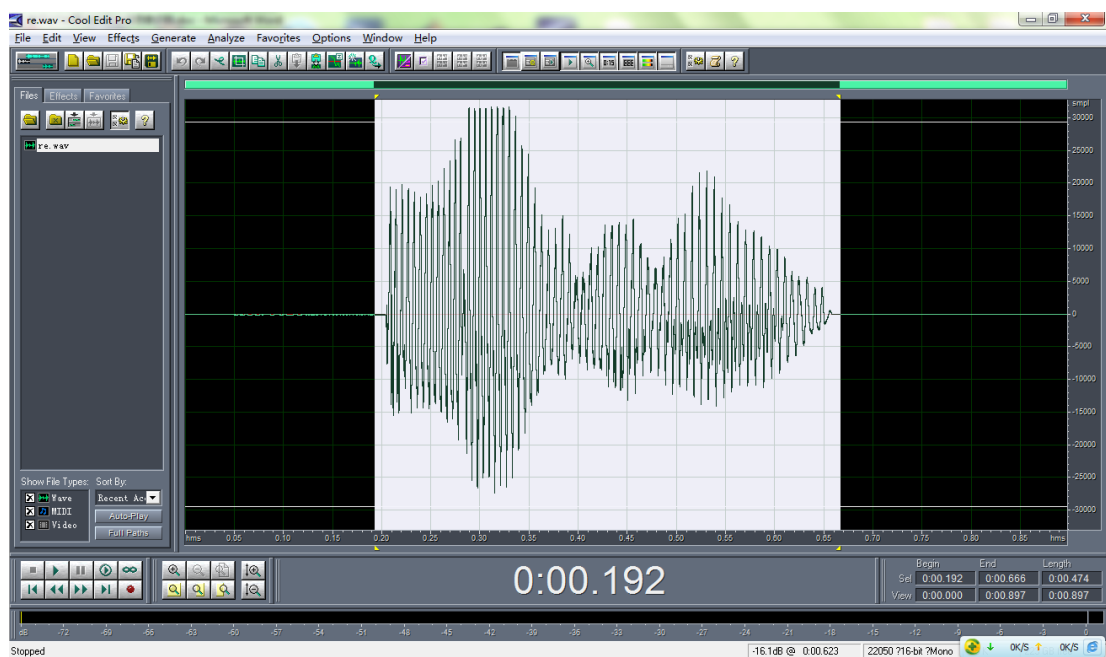 re.wav - Cool Edit Pro
File Edit View Effects Generate Analyze Favorites Options Window Help
Files Effects Favorites
re.wav
smpl
30000
25000
20000
15000
10000
5000
0
-5000
-10000
-15000
-20000
-25000
-30000
Show File Types: Sort By:
Wave Recent Ac
MIDI Auto-Play
Video Full Paths
hms 0.05 0.10 0.15 0.20 0.25 0.30 0.35 0.40 0.45 0.50 0.55 0.60 0.65 0.70 0.75 0.80 0.85 hms
0:00.192
Begin End Length
Sel 0:00.192 0:00.666 0:00.474
View 0:00.000 0:00.897 0:00.897
dB -72 -69 -66 -63 -60 -57 -54 -51 -48 -45 -42 -39 -36 -33 -30 -27 -24 -21 -18 -15 -12 -9 -6 -3 0
Stopped -16.1dB @ 0:00.623 22050 ?16-bit ?Mono 0K/S 0K/S